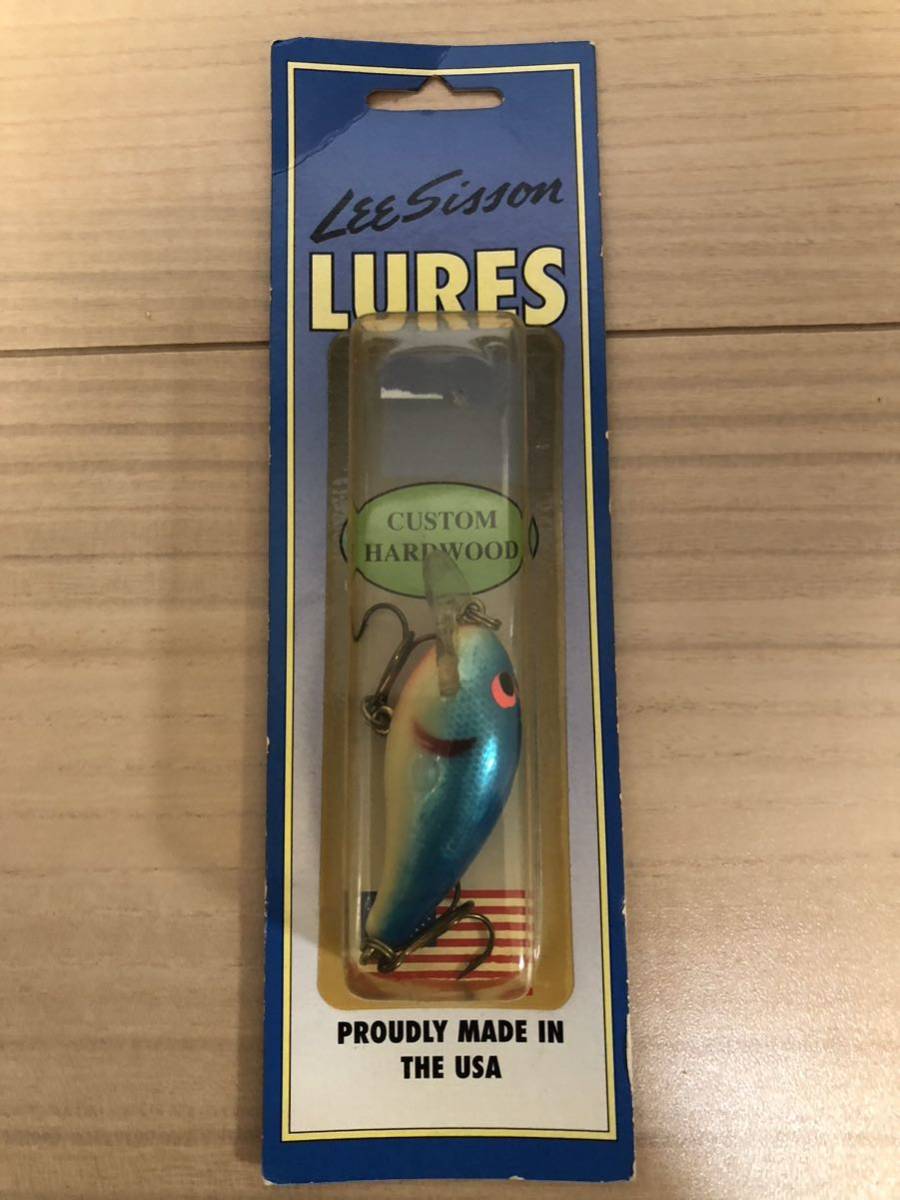 Lee Sisson
LURES
CUSTOM
HARDWOOD
PROUDLY MADE IN
THE USA